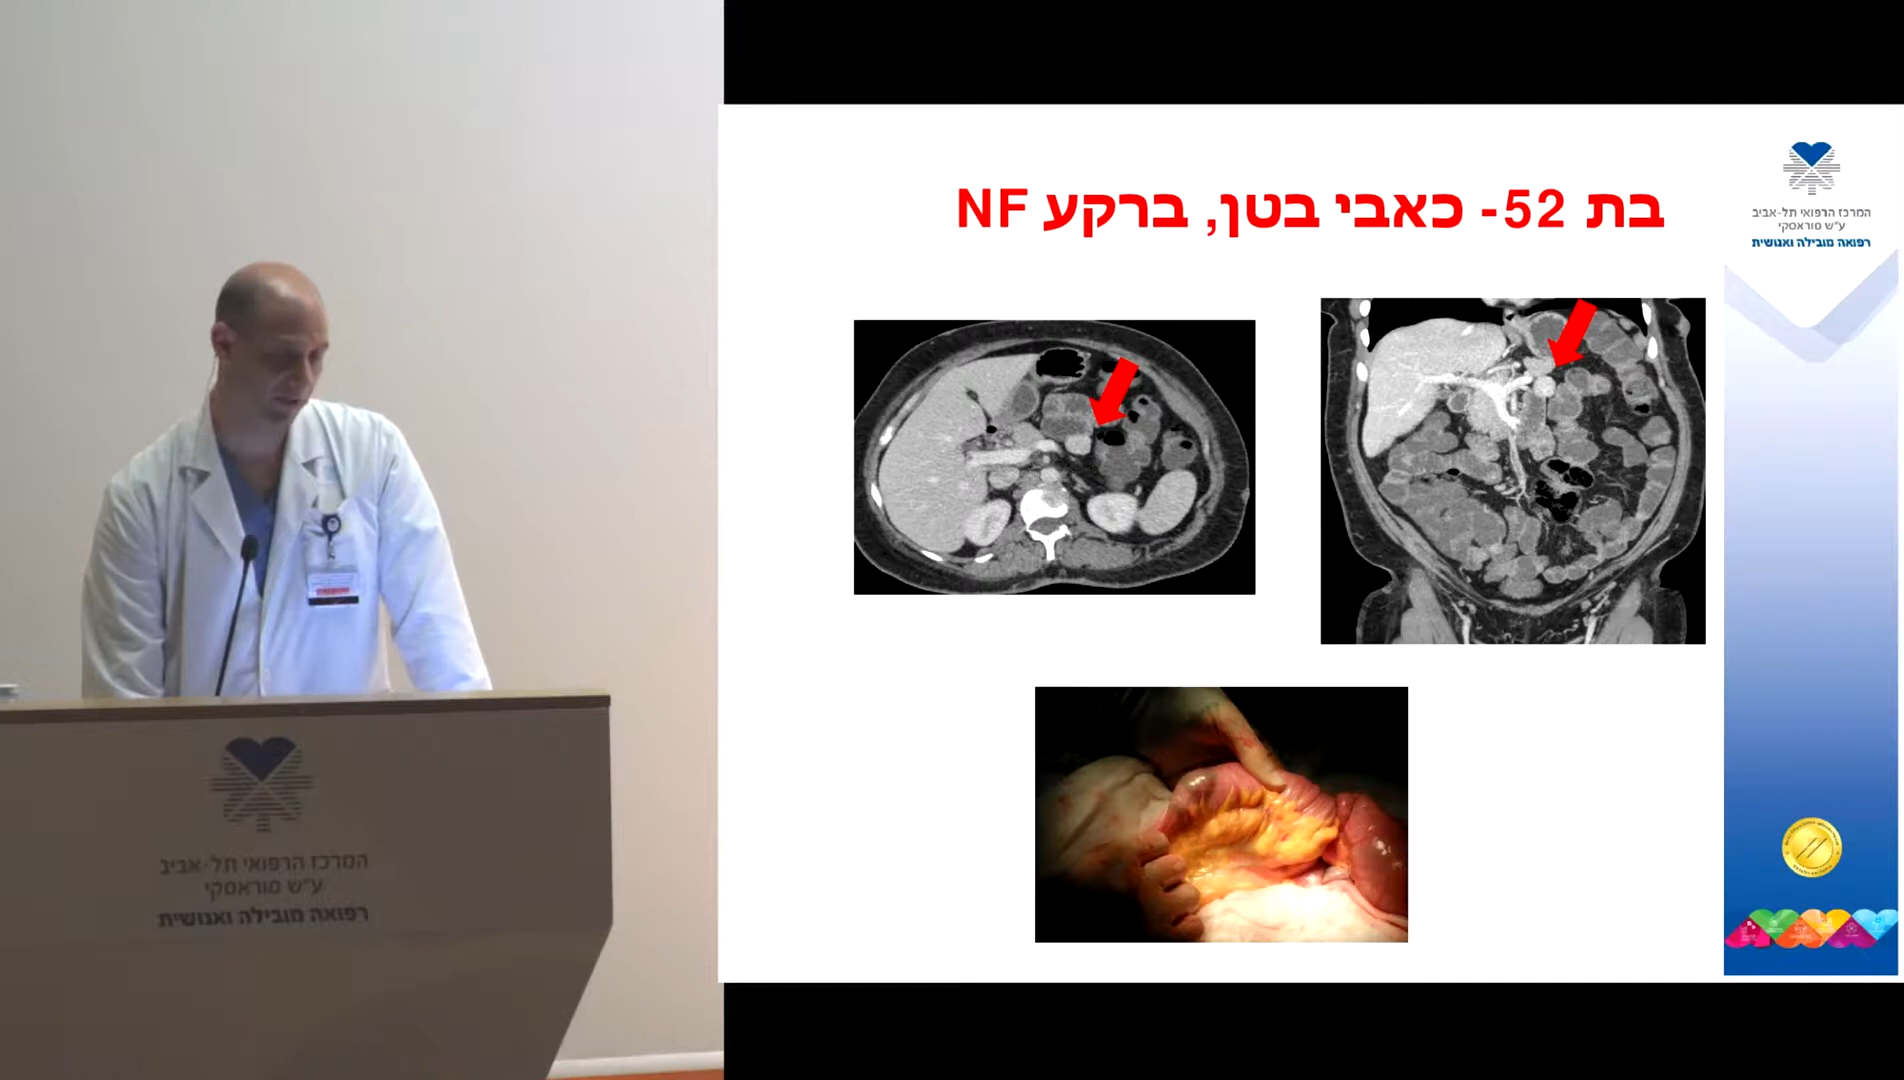 בת 52- כאבי בטן, ברקע NF
המרכז הרפואי תל-אביב
ע"ש סוראסקי
רפואה מובילה ואנושית
המרכז הרפואי תל-אביב
ע"ש סוראסקי
רפואה מובילה ואנושית